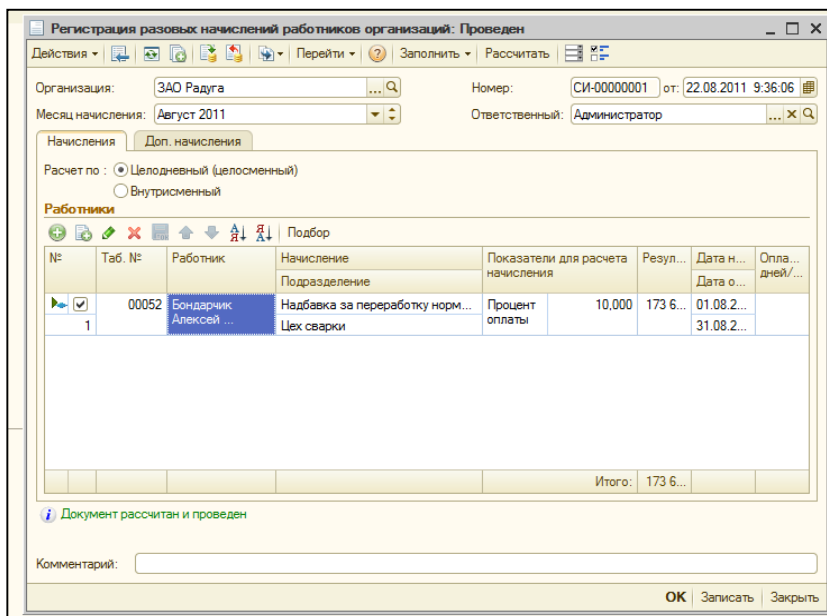 Регистрация разовых начислений работников организаций: Проведен
Действия Перейти Заполнить Рассчитать
Организация: ЗАО Радуга ... Номер: СИ-00000001 от: 22.08.2011 9:36:06
Месяц начисления: Август 2011 Ответственный: Администратор ... x
Начисления Доп. начисления
Расчет по : Целодневный (целосменный)
Внутрисменный
Работники
Подбор
№ Таб. № Работник Начисление Показатели для расчета начисления Резул... Дата н... Опла... дней/...
Подразделение Дата о...
00052 Бондарчик Алексей ... Надбавка за переработку норм... Процент оплаты 10,000 173 6... 01.08.2...
1 Цех сварки 31.08.2...
Итого: 173 6...
Документ рассчитан и проведен
Комментарий:
OK Записать Закрыть